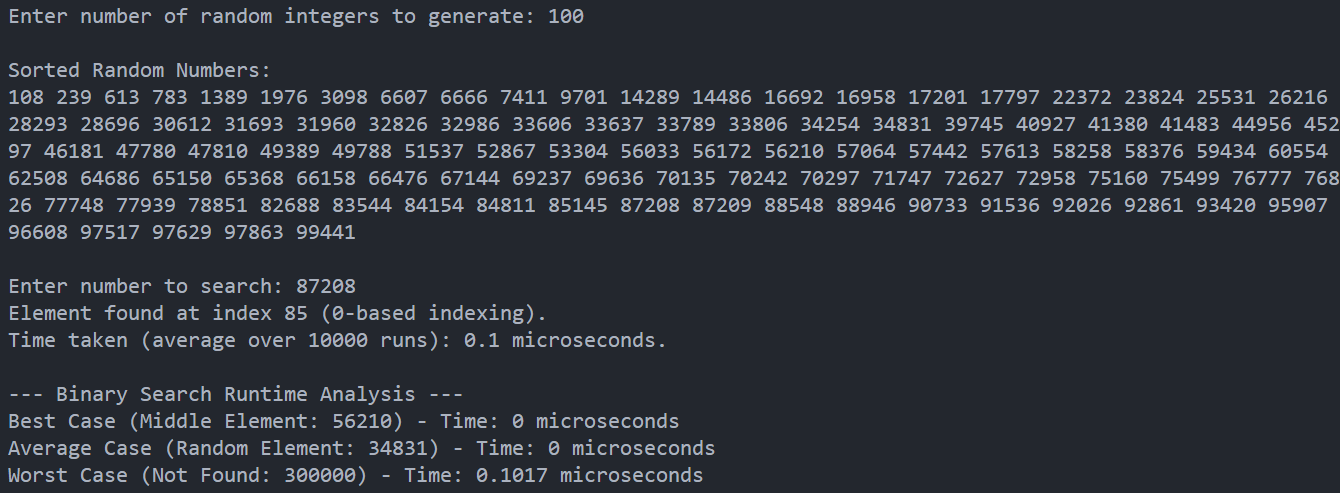 Enter number of random integers to generate: 100
Sorted Random Numbers:
108 239 613 783 1389 1976 3098 6607 6666 7411 9701 14289 14486 16692 16958 17201 17797 22372 23824 25531 26216
28293 28696 30612 31693 31960 32826 32986 33606 33637 33789 33806 34254 34831 39745 40927 41380 41483 44956 452
97 46181 47780 47810 49389 49788 51537 52867 53304 56033 56172 56210 57064 57442 57613 58258 58376 59434 60554
62508 64686 65150 65368 66158 66476 67144 69237 69636 70135 70242 70297 71747 72627 72958 75160 75499 76777 768
26 77748 77939 78851 82688 83544 84154 84811 85145 87208 87209 88548 88946 90733 91536 92026 92861 93420 95907
96608 97517 97629 97863 99441
Enter number to search: 87208
Element found at index 85 (0-based indexing).
Time taken (average over 10000 runs): 0.1 microseconds.
--- Binary Search Runtime Analysis ---
Best Case (Middle Element: 56210) - Time: 0 microseconds
Average Case (Random Element: 34831) - Time: 0 microseconds
Worst Case (Not Found: 300000) - Time: 0.1017 microseconds